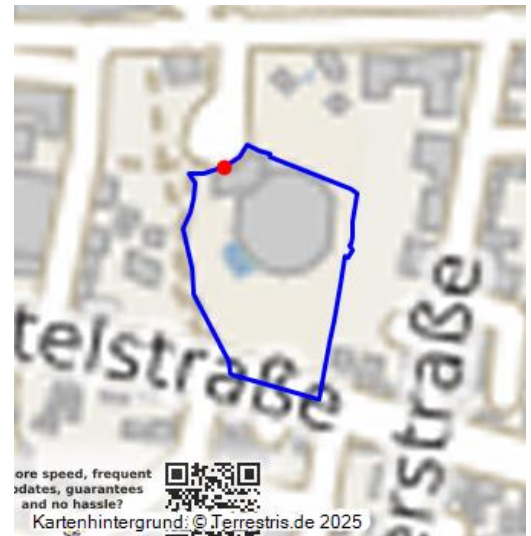 telstraße
erstraße
ore speed, frequent
pdates, guarantees
and no hassle?
Kartenhintergrund: © Terrestris.de 2025